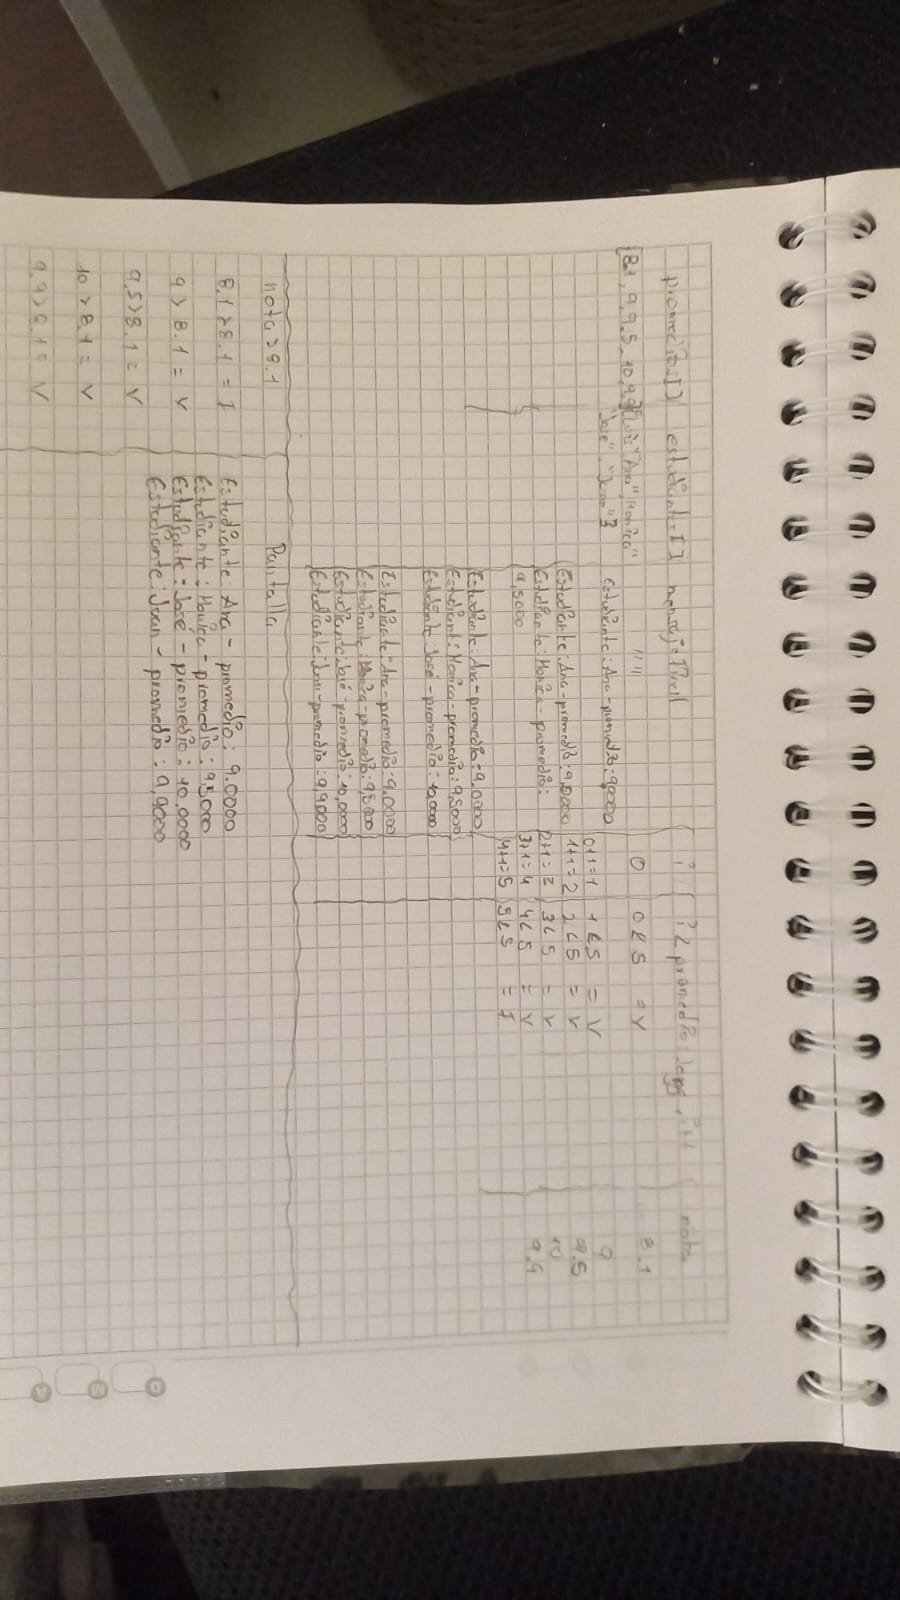 promedio[] estudiante[] mensaje i i < promedio. i++ nota
[8.1, 9, 9.5, 10, 9.9] "Ana", Monica" "" 0 0 < 5 = V 8.1
"Jose", "Juan"} Estudiante: Ana - promedio: 9,0000 9
0+1=1 1 < 5 = V
Estudiante: Ana - promedio: 9,0000 1+1=2 2 < 5 = V 9.5
Estudiante: Monica - promedio: 2+1=3 3 < 5 = V 10
9,5000 3+1=4 4 < 5 = V 9.9
4+1=5 5 < 5 = F
Estudiante: Ana - promedio: 9.0000
Estudiant: Monica - promedio: 9,5000
Estudiante José - promedio: 10,0000
Estudiante: Ana - promedio: 9.0000
Estudiante: Monica - promedio: 9,5000
Estudiante: José - promedio: 10,0000
Estudiante: Juan - promedio: 9,9000
nota > 8.1 Pantalla
8.1 > 8.1 = F Estudiante: Ana - promedio: 9.0000
Estudiante: Monica - promedio: 9,5000
9 > 8.1 = V Estudiante: José - promedio: 10.0000
Estudiante: Juan - promedio: 9,9000
9.5 > 8.1 = V
10 > 8.1 = V
9.9 > 8.1 = V
D
M
A